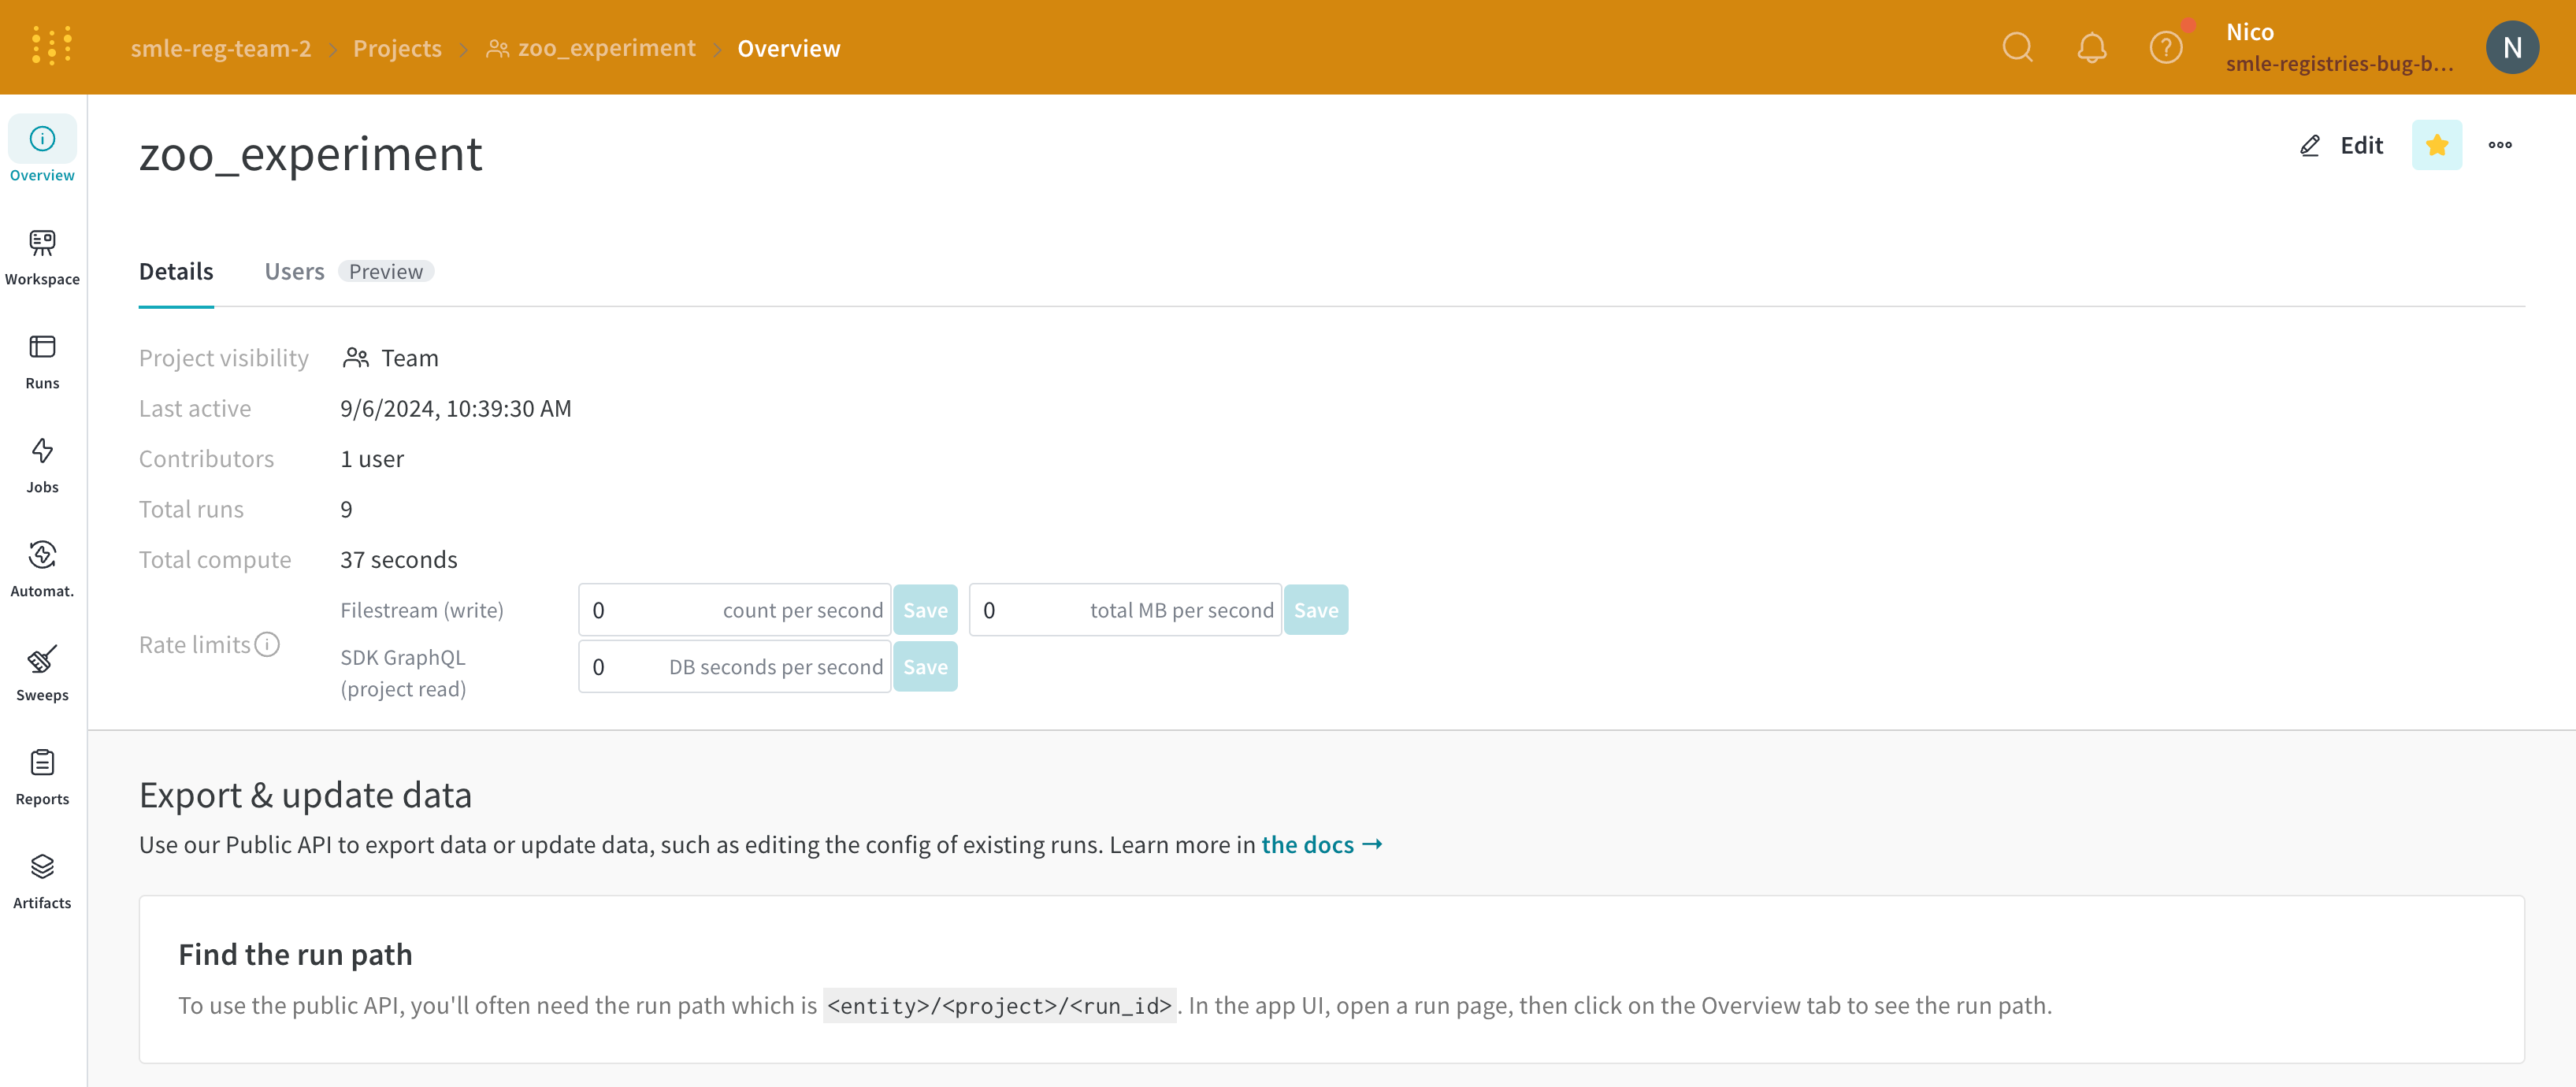 smle-reg-team-2 > Projects > zoo_experiment > Overview
Nico
smle-registries-bug-b...
N
Overview
Workspace
Runs
Jobs
Automat.
Sweeps
Reports
Artifacts
zoo_experiment
Edit
Details Users Preview
Project visibility Team
Last active 9/6/2024, 10:39:30 AM
Contributors 1 user
Total runs 9
Total compute 37 seconds
Rate limits
Filestream (write) 0 count per second Save 0 total MB per second Save
SDK GraphQL
(project read)
0 DB seconds per second Save
Export & update data
Use our Public API to export data or update data, such as editing the config of existing runs. Learn more in the docs →
Find the run path
To use the public API, you'll often need the run path which is <entity>/<project>/<run_id>. In the app UI, open a run page, then click on the Overview tab to see the run path.